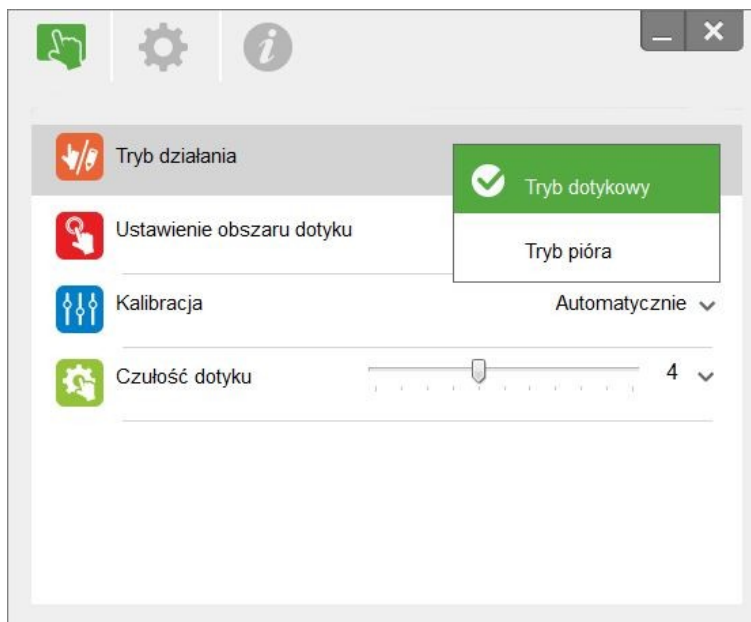 Tryb działania
Tryb dotykowy
Ustawienie obszaru dotyku
Tryb pióra
Kalibracja
Automatycznie
Czułość dotyku
4